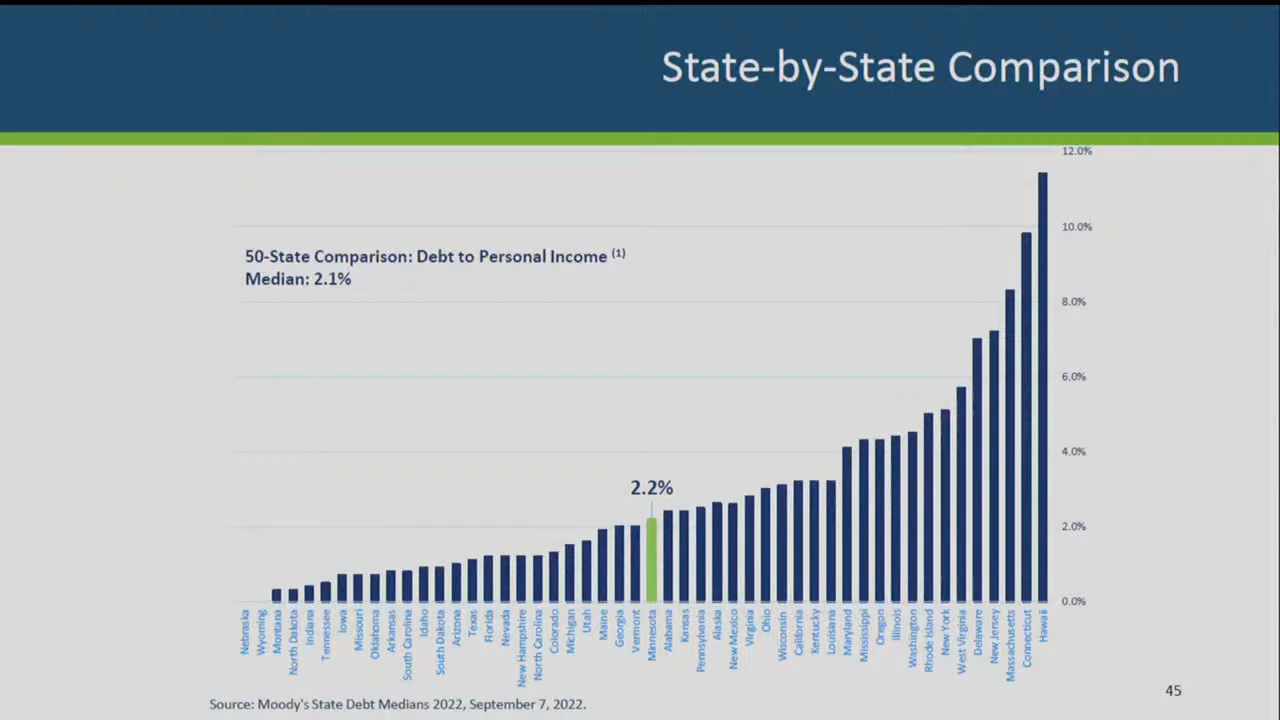 State-by-State Comparison
12.0%
10.0%
50-State Comparison: Debt to Personal Income (1)
Median: 2.1%
8.0%
6.0%
4.0%
2.2%
2.0%
0.0%
Nebraska
Wyoming
Montana
North Dakota
Indiana
Tennessee
Iowa
Missouri
Oklahoma
Arkansas
South Carolina
Idaho
South Dakota
Arizona
Texas
Florida
Nevada
New Hampshire
North Carolina
Colorado
Michigan
Utah
Maine
Georgia
Vermont
Minnesota
Alabama
Kansas
Pennsylvania
Alaska
New Mexico
Virginia
Ohio
Wisconsin
California
Kentucky
Louisiana
Maryland
Mississippi
Oregon
Illinois
Washington
Rhode Island
New York
West Virginia
Delaware
New Jersey
Massachusetts
Connecticut
Hawaii
45
Source: Moody's State Debt Medians 2022, September 7, 2022.